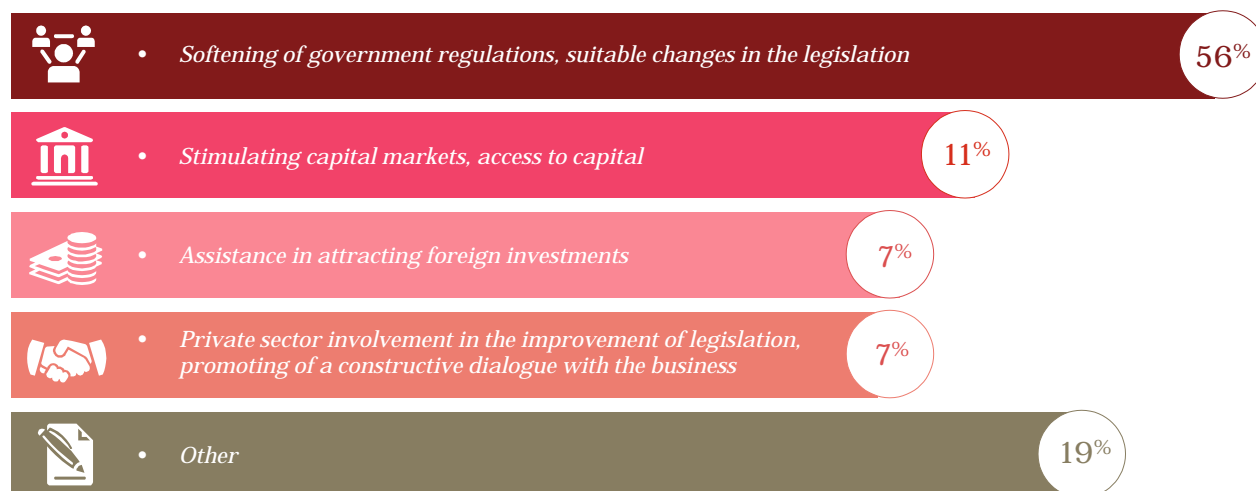 • Softening of government regulations, suitable changes in the legislation
56%
• Stimulating capital markets, access to capital
11%
• Assistance in attracting foreign investments
7%
• Private sector involvement in the improvement of legislation,
promoting of a constructive dialogue with the business
7%
• Other
19%